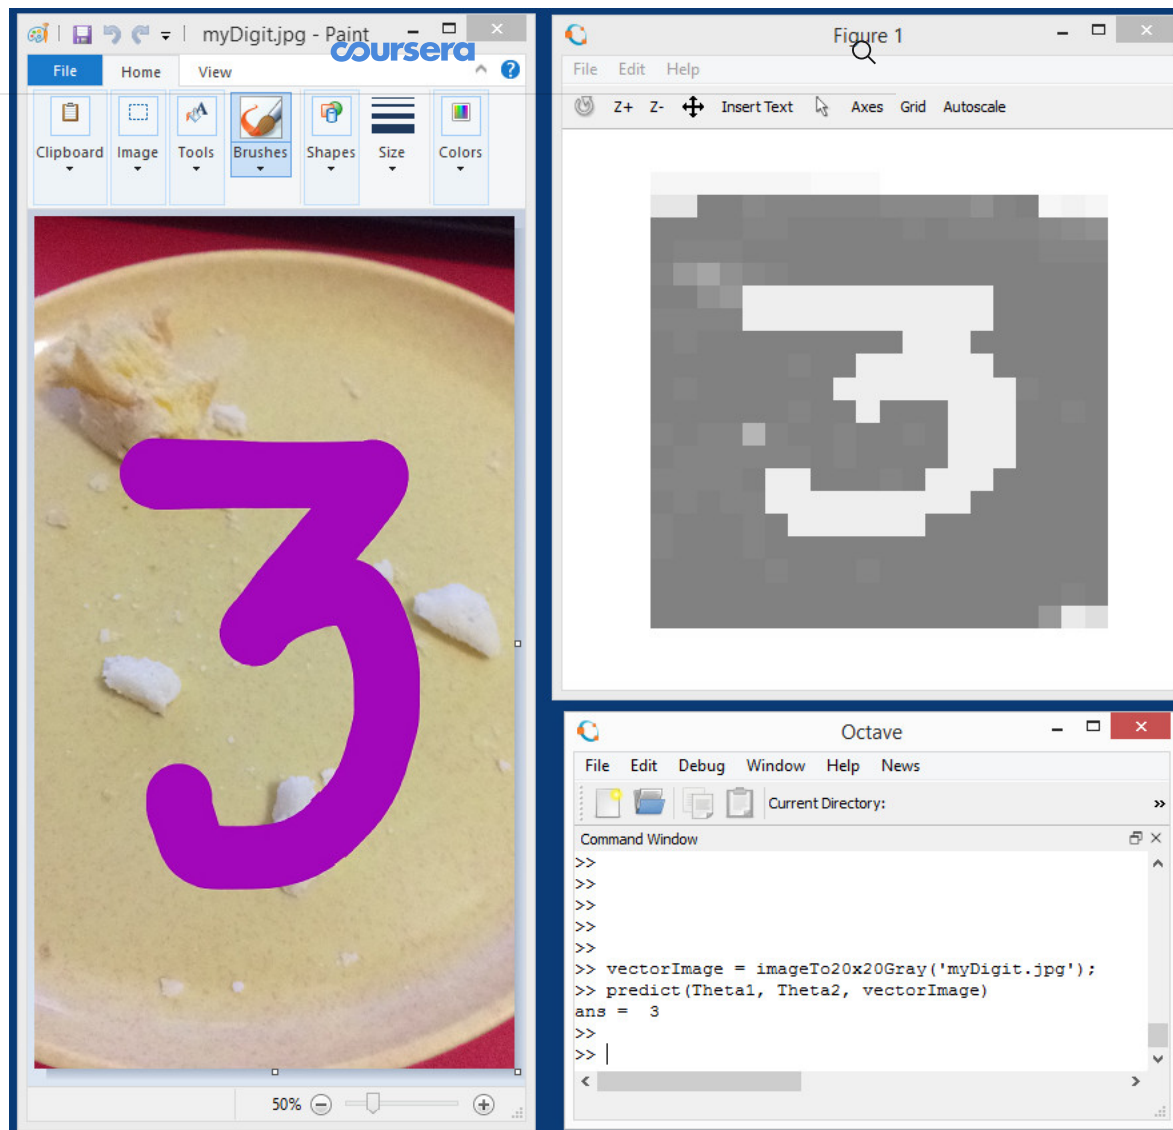 myDigit.jpg - Paint
coursera
File Home View
Clipboard Image Tools Brushes Shapes Size Colors
3
50%
Figure 1
File Edit Help
Z+ Z- Insert Text Axes Grid Autoscale
3
Octave
File Edit Debug Window Help News
Current Directory:
»
Command Window
>>
>>
>>
>>
>>
>> vectorImage = imageTo20x20Gray('myDigit.jpg');
>> predict(Theta1, Theta2, vectorImage)
ans =  3
>>
>>